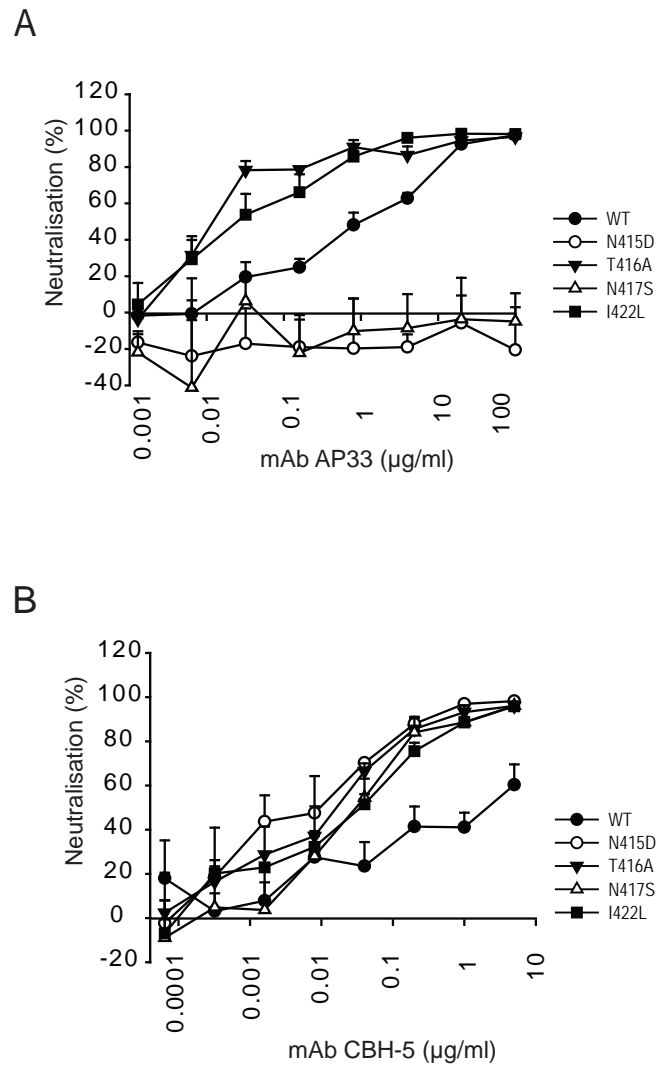 A
Neutralisation (%)
120
100
80
60
40
20
0
-20
-40
0.001
0.01
0.1
1
10
100
mAb AP33 (µg/ml)
WT
N415D
T416A
N417S
I422L
B
Neutralisation (%)
120
100
80
60
40
20
0
-20
0.0001
0.001
0.01
0.1
1
10
mAb CBH-5 (µg/ml)
WT
N415D
T416A
N417S
I422L